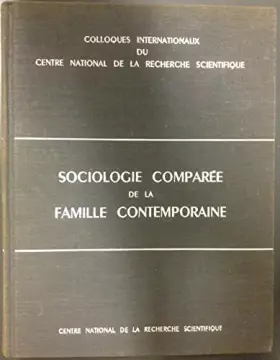 COLLOQUES INTERNATIONAUX
DU
CENTRE NATIONAL DE LA RECHERCHE SCIENTIFIQUE
SOCIOLOGIE COMPARÉE
DE LA
FAMILLE CONTEMPORAINE
CENTRE NATIONAL DE LA RECHERCHE SCIENTIFIQUE